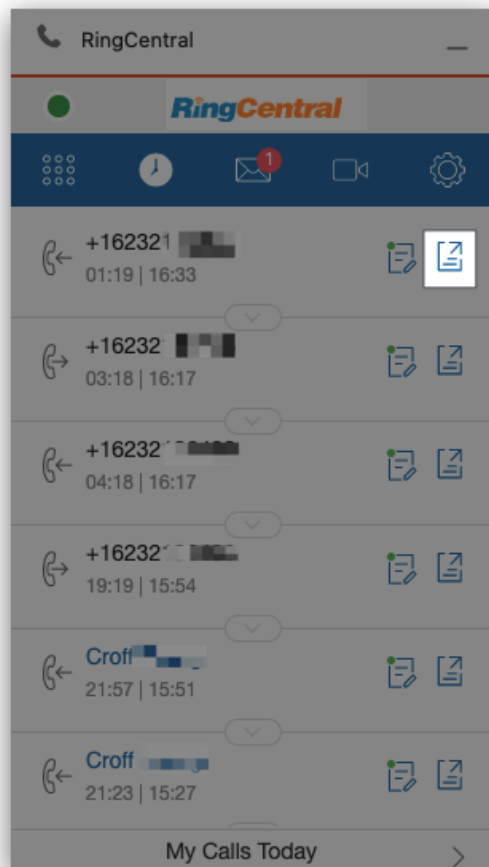 RingCentral
RingCentral
1
+162321
01:19 | 16:33
+16232
03:18 | 16:17
+16232
04:18 | 16:17
+16232
19:19 | 15:54
Croff
21:57 | 15:51
Croff
21:23 | 15:27
My Calls Today